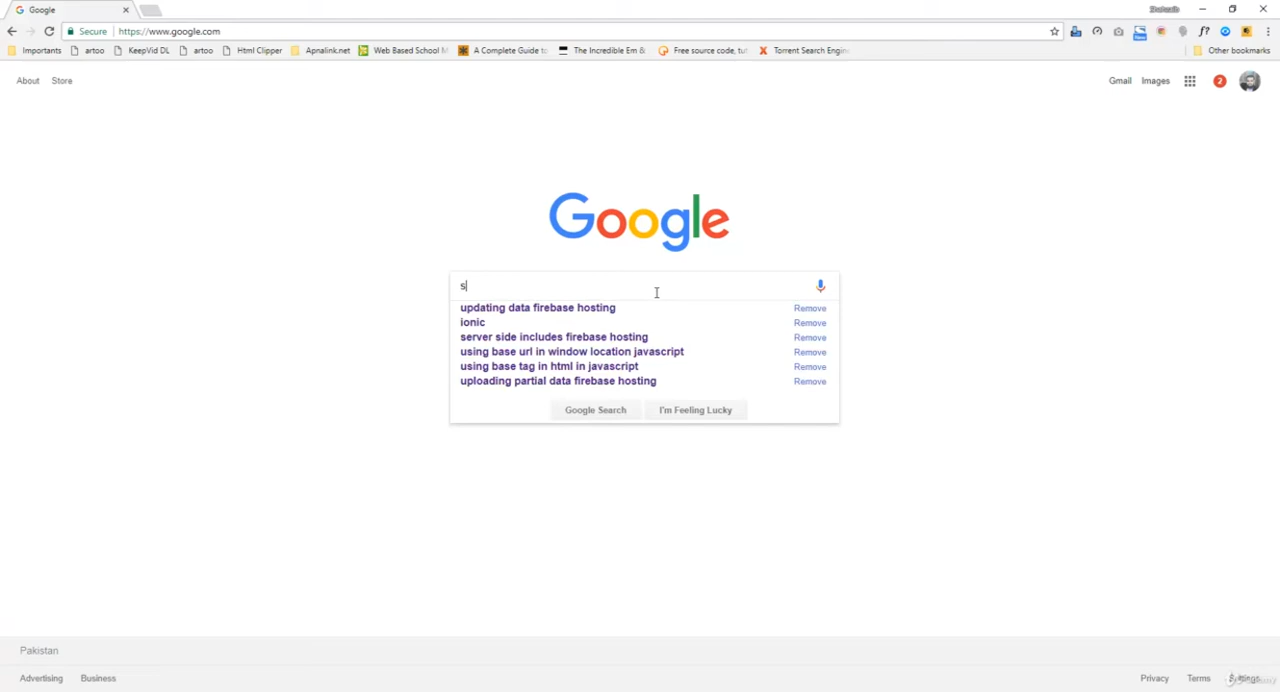 Google
Secure https://www.google.com
Importants artoo KeepVid DL artoo Html Clipper Apnalink.net Web Based School M A Complete Guide to The Incredible Em & Free source code, tut Torrent Search Engin Other bookmarks
About Store Gmail Images 2
Google
s
updating data firebase hosting Remove
ionic Remove
server side includes firebase hosting Remove
using base url in window location javascript Remove
using base tag in html in javascript Remove
uploading partial data firebase hosting Remove
Google Search I'm Feeling Lucky
Pakistan
Advertising Business Privacy Terms Settings